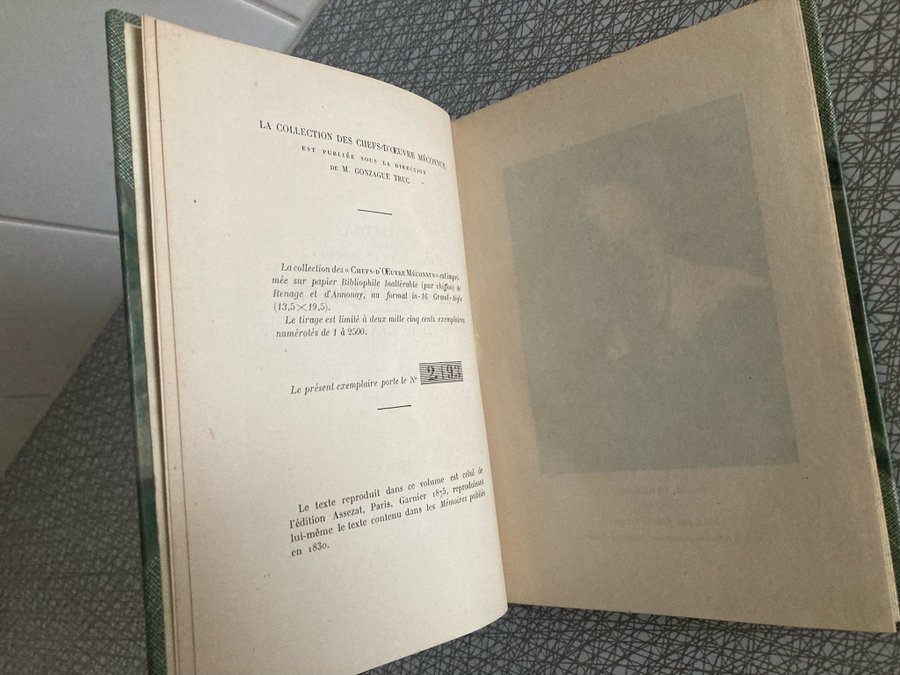 LA COLLECTION DES CHEFS-D'ŒUVRE MÉCONNUS
EST PUBLIÉE SOUS LA DIRECTION
DE M. GONZAGUE TRUC
La collection des « CHEFS-D'ŒUVRE MÉCONNUS » est impri-
mée sur papier Bibliophile Inaltérable (pur chiffon) de
Renage et d'Annonay, au format in-16 Grand-Aigle
(13,5 × 19,5).
Le tirage est limité à deux mille cinq cents exemplaires
numérotés de 1 à 2500.
Le présent exemplaire porte le N° 2193
Le texte reproduit dans ce volume est celui de
l'édition Assezat, Paris, Garnier 1875, reproduisant
lui-même le texte contenu dans les Mémoires publiés
en 1830.